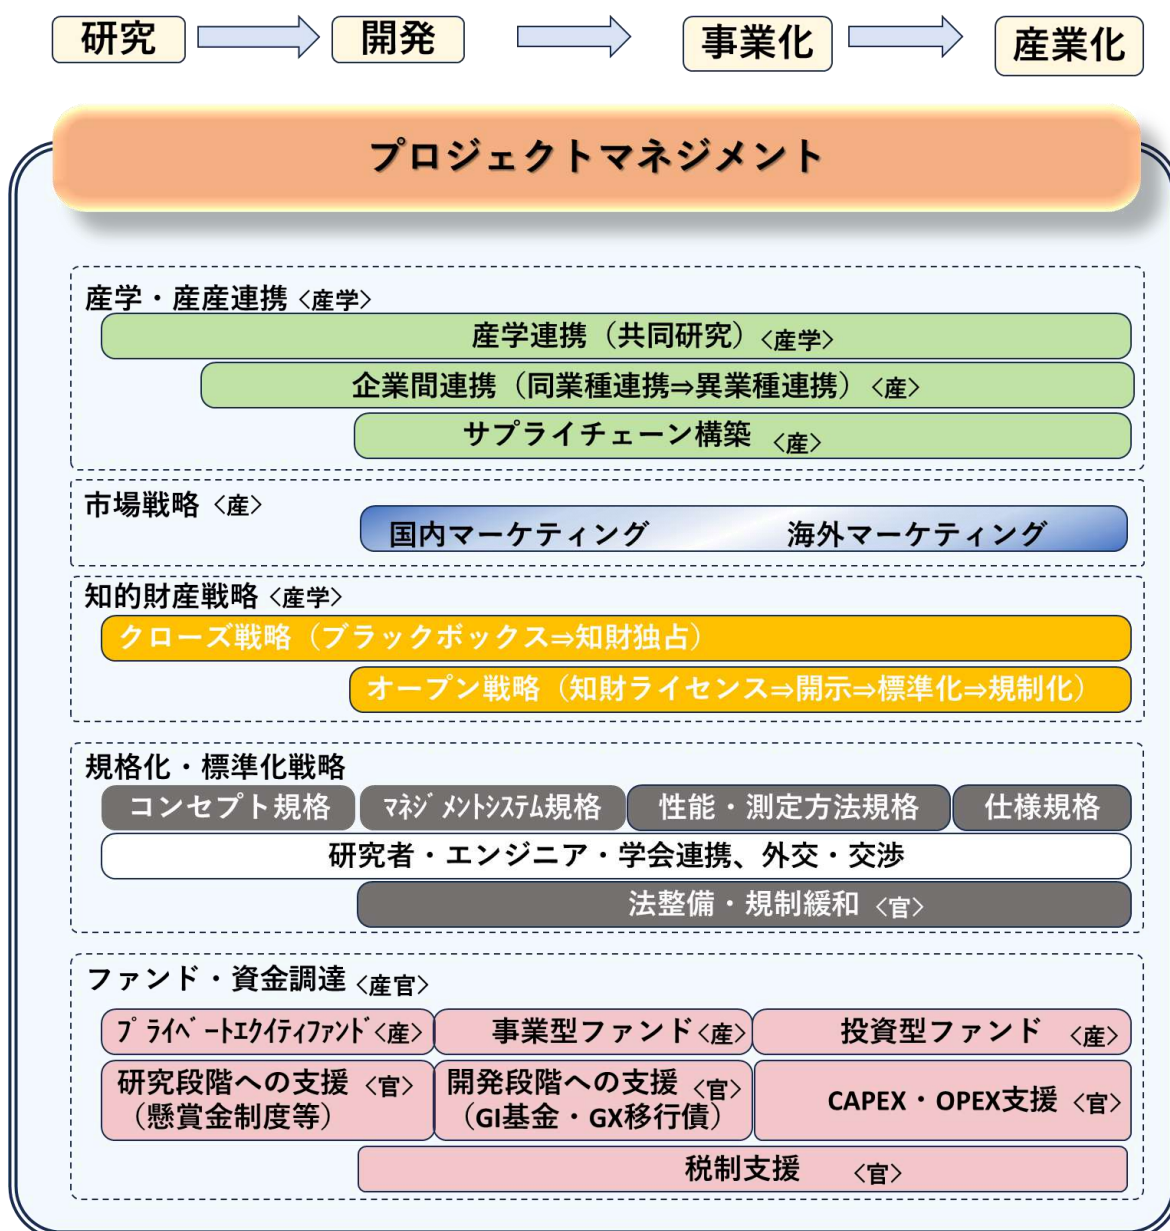 研究 開発 事業化 産業化
プロジェクトマネジメント
産学・産産連携〈産学〉
産学連携（共同研究）〈産学〉
企業間連携（同業種連携⇒異業種連携）〈産〉
サプライチェーン構築 〈産〉
市場戦略〈産〉
国内マーケティング 海外マーケティング
知的財産戦略〈産学〉
クローズ戦略（ブラックボックス⇒知財独占）
オープン戦略（知財ライセンス⇒開示⇒標準化⇒規制化）
規格化・標準化戦略
コンセプト規格 ﾏﾈｼﾞﾒﾝﾄｼｽﾃﾑ規格 性能・測定方法規格 仕様規格
研究者・エンジニア・学会連携、外交・交渉
法整備・規制緩和〈官〉
ファンド・資金調達〈産官〉
ﾌﾟﾗｲﾍﾞｰﾄｴｸｲﾃｨﾌｧﾝﾄﾞ〈産〉 事業型ファンド〈産〉 投資型ファンド 〈産〉
研究段階への支援〈官〉 開発段階への支援〈官〉
（懸賞金制度等） （GI基金・GX移行債） CAPEX・OPEX支援〈官〉
税制支援 〈官〉